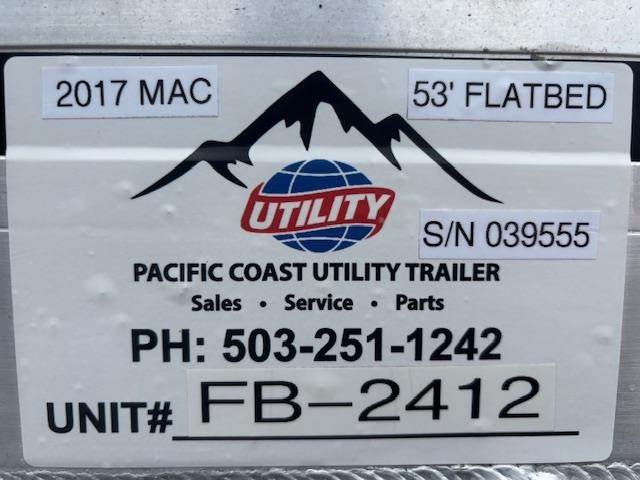 2017 MAC
53' FLATBED
UTILITY
S/N 039555
PACIFIC COAST UTILITY TRAILER
Sales • Service • Parts
PH: 503-251-1242
UNIT# FB-2412